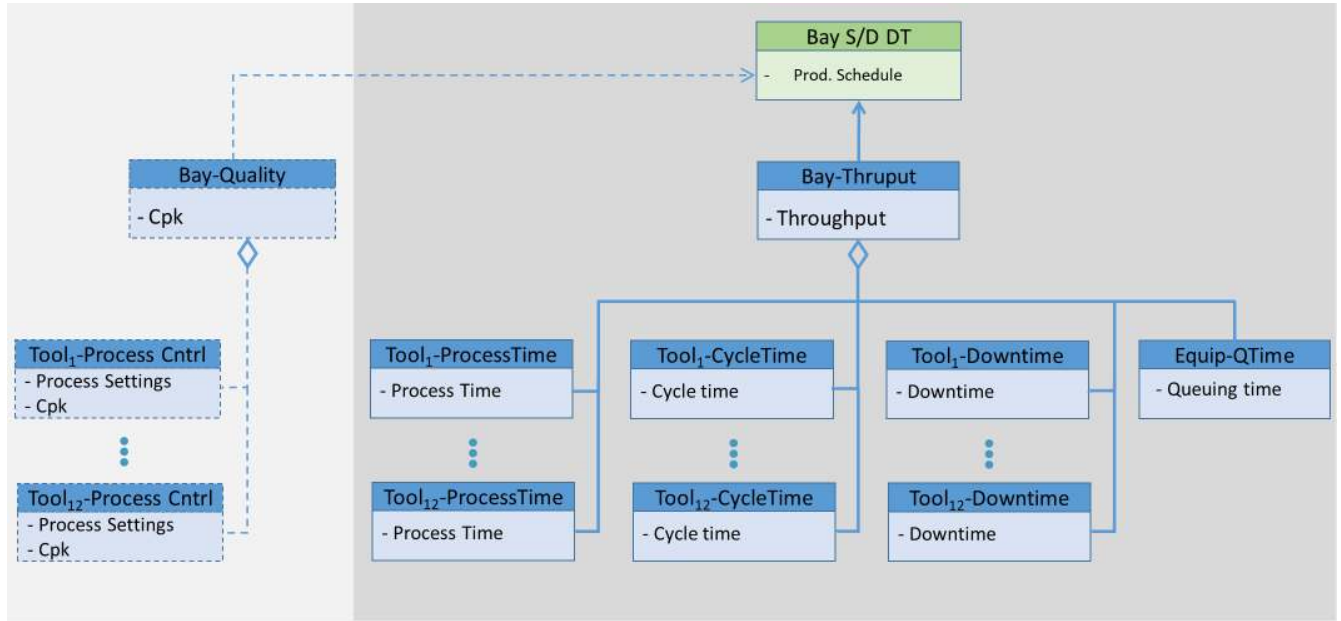 Bay S/D DT
- Prod. Schedule
Bay-Quality
- Cpk
Bay-Thruput
- Throughput
Tool₁-Process Cntrl
- Process Settings
- Cpk
Tool₁-ProcessTime
- Process Time
Tool₁-CycleTime
- Cycle time
Tool₁-Downtime
- Downtime
Equip-QTime
- Queuing time
Tool₁₂-Process Cntrl
- Process Settings
- Cpk
Tool₁₂-ProcessTime
- Process Time
Tool₁₂-CycleTime
- Cycle time
Tool₁₂-Downtime
- Downtime